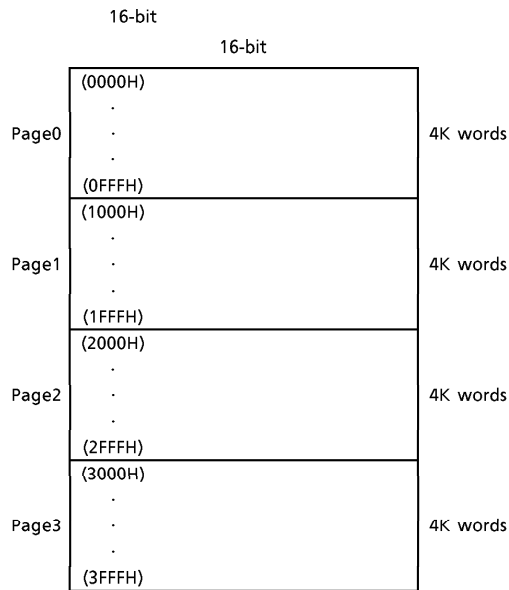 16-bit
16-bit
(0000H)
.
Page0 . 4K words
.
(0FFFH)
(1000H)
.
Page1 . 4K words
.
(1FFFH)
(2000H)
.
Page2 . 4K words
.
(2FFFH)
(3000H)
.
Page3 . 4K words
.
(3FFFH)